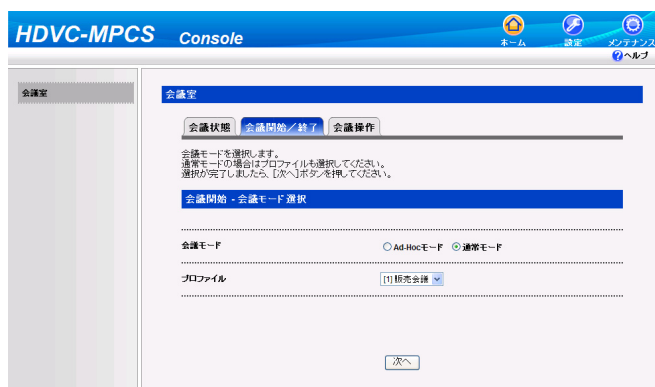 HDVC-MPCS Console
ホーム 設定 メンテナンス
ヘルプ
会議室
会議室
会議状態 会議開始／終了 会議操作
会議モードを選択します。
通常モードの場合はプロファイルも選択してください。
選択が完了しましたら、[次へ]ボタンを押してください。
会議開始 - 会議モード選択
会議モード Ad-Hocモード 通常モード
プロファイル [1] 販売会議
次へ